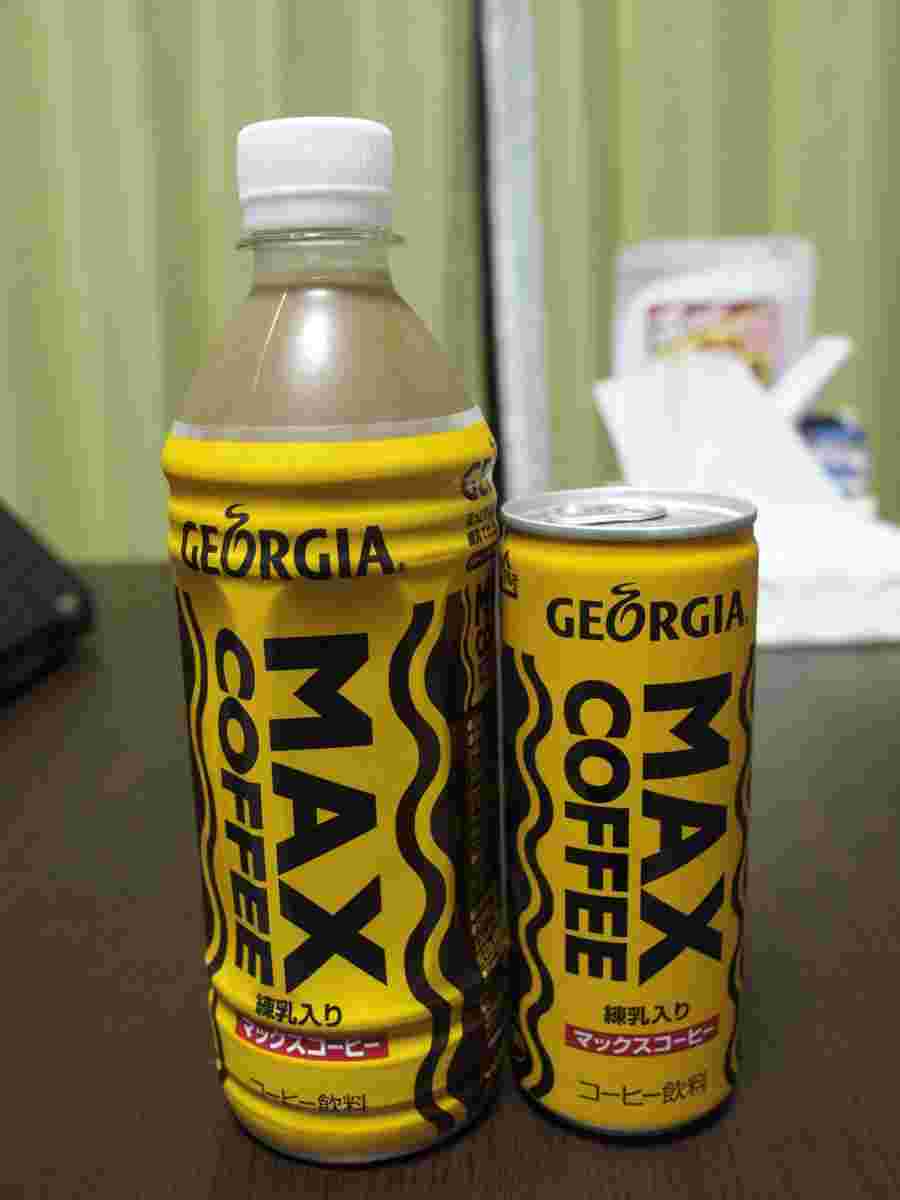 GEORGIA
MAX
COFFEE
練乳入り
マックスコーヒー
コーヒー飲料
GEORGIA
MAX
COFFEE
練乳入り
マックスコーヒー
コーヒー飲料